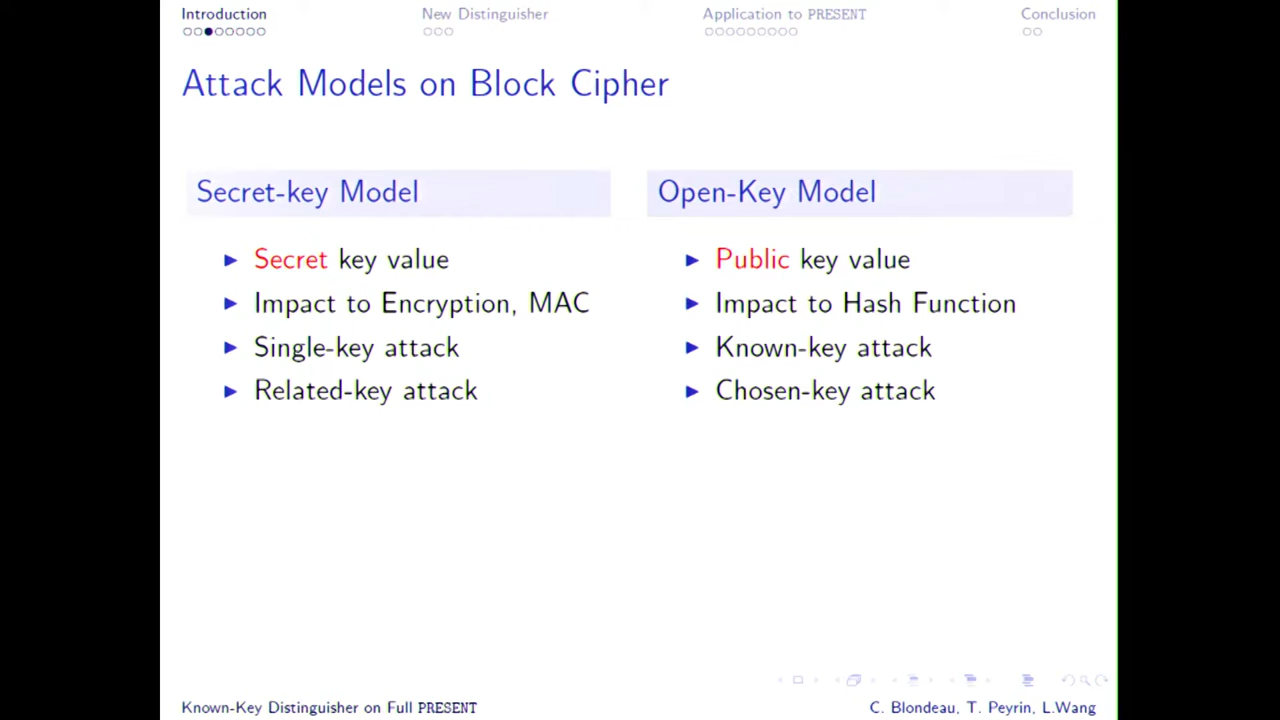 Introduction
New Distinguisher
Application to PRESENT
Conclusion
Attack Models on Block Cipher
Secret-key Model
Secret key value
Impact to Encryption, MAC
Single-key attack
Related-key attack
Open-Key Model
Public key value
Impact to Hash Function
Known-key attack
Chosen-key attack
Known-Key Distinguisher on Full PRESENT
C. Blondeau, T. Peyrin, L.Wang